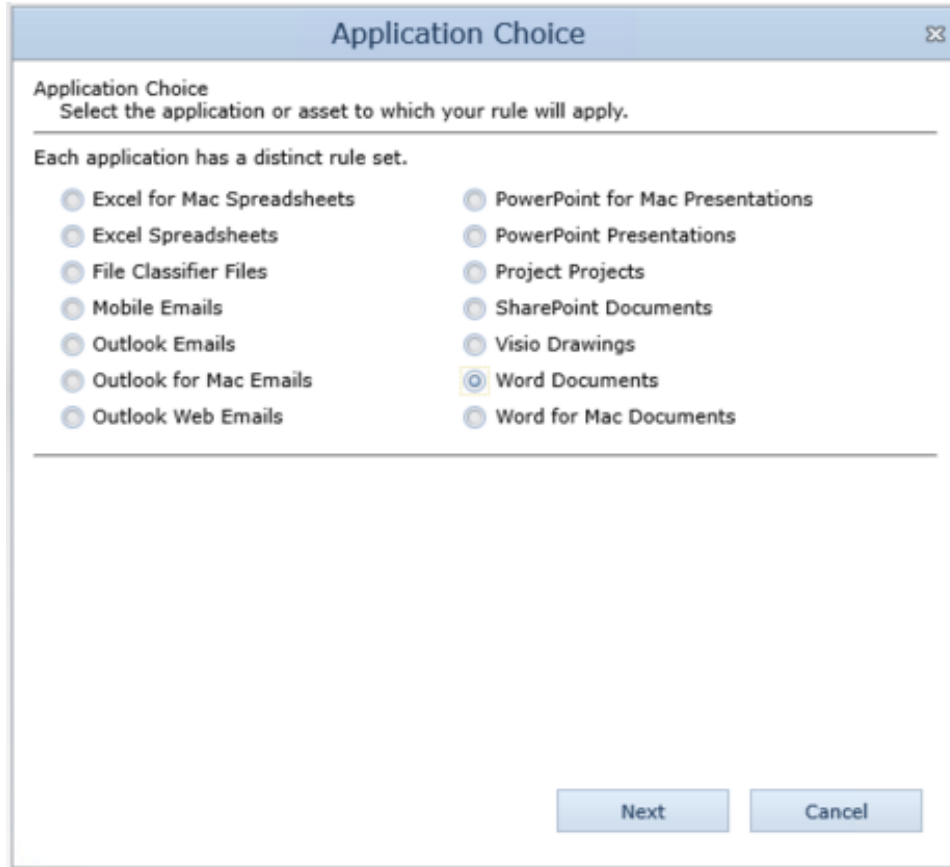 Application Choice
Application Choice
Select the application or asset to which your rule will apply.
Each application has a distinct rule set.
Excel for Mac Spreadsheets
Excel Spreadsheets
File Classifier Files
Mobile Emails
Outlook Emails
Outlook for Mac Emails
Outlook Web Emails
PowerPoint for Mac Presentations
PowerPoint Presentations
Project Projects
SharePoint Documents
Visio Drawings
Word Documents
Word for Mac Documents
Next
Cancel